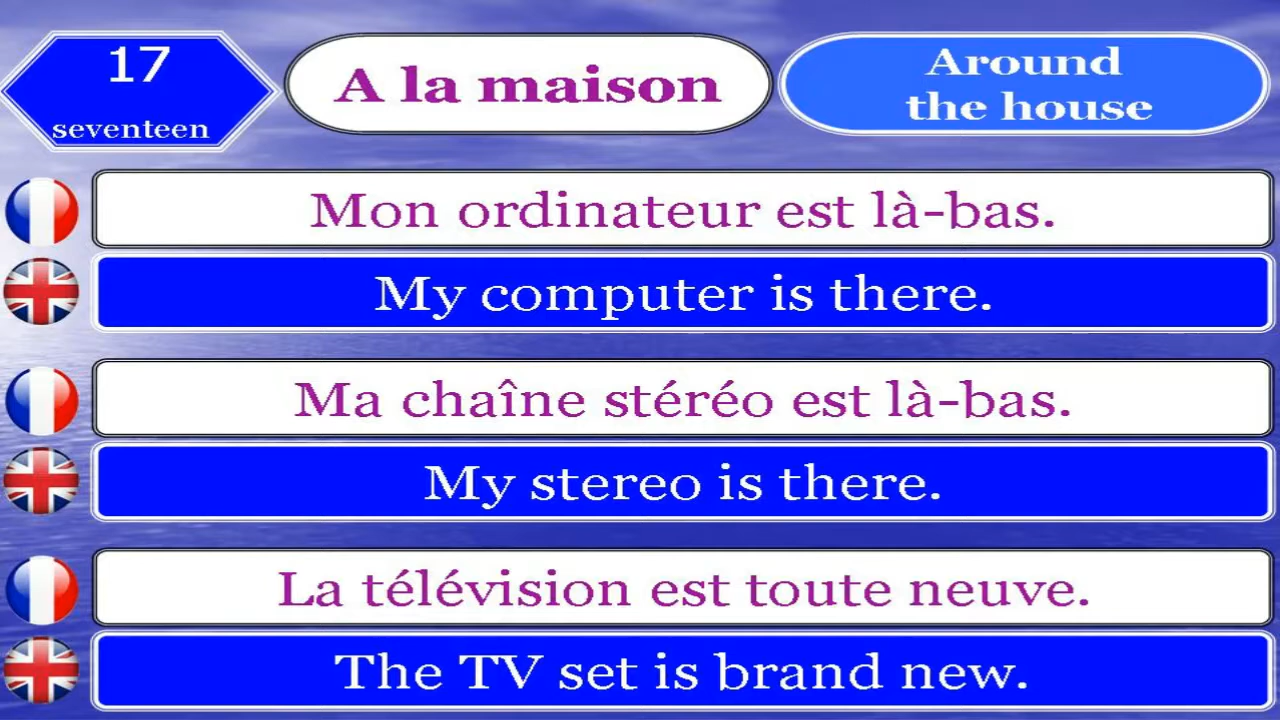 17
seventeen
A la maison
Around
the house
Mon ordinateur est là-bas.
My computer is there.
Ma chaîne stéréo est là-bas.
My stereo is there.
La télévision est toute neuve.
The TV set is brand new.